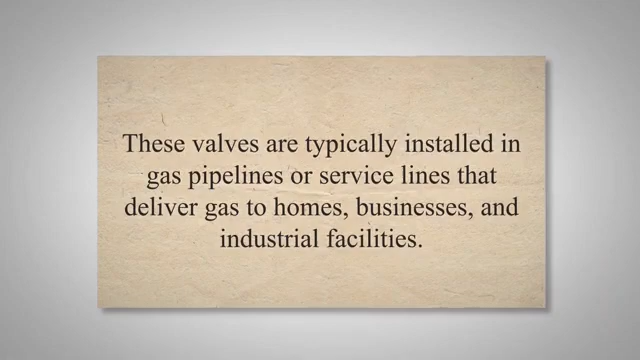 These valves are typically installed in
gas pipelines or service lines that
deliver gas to homes, businesses, and
industrial facilities.